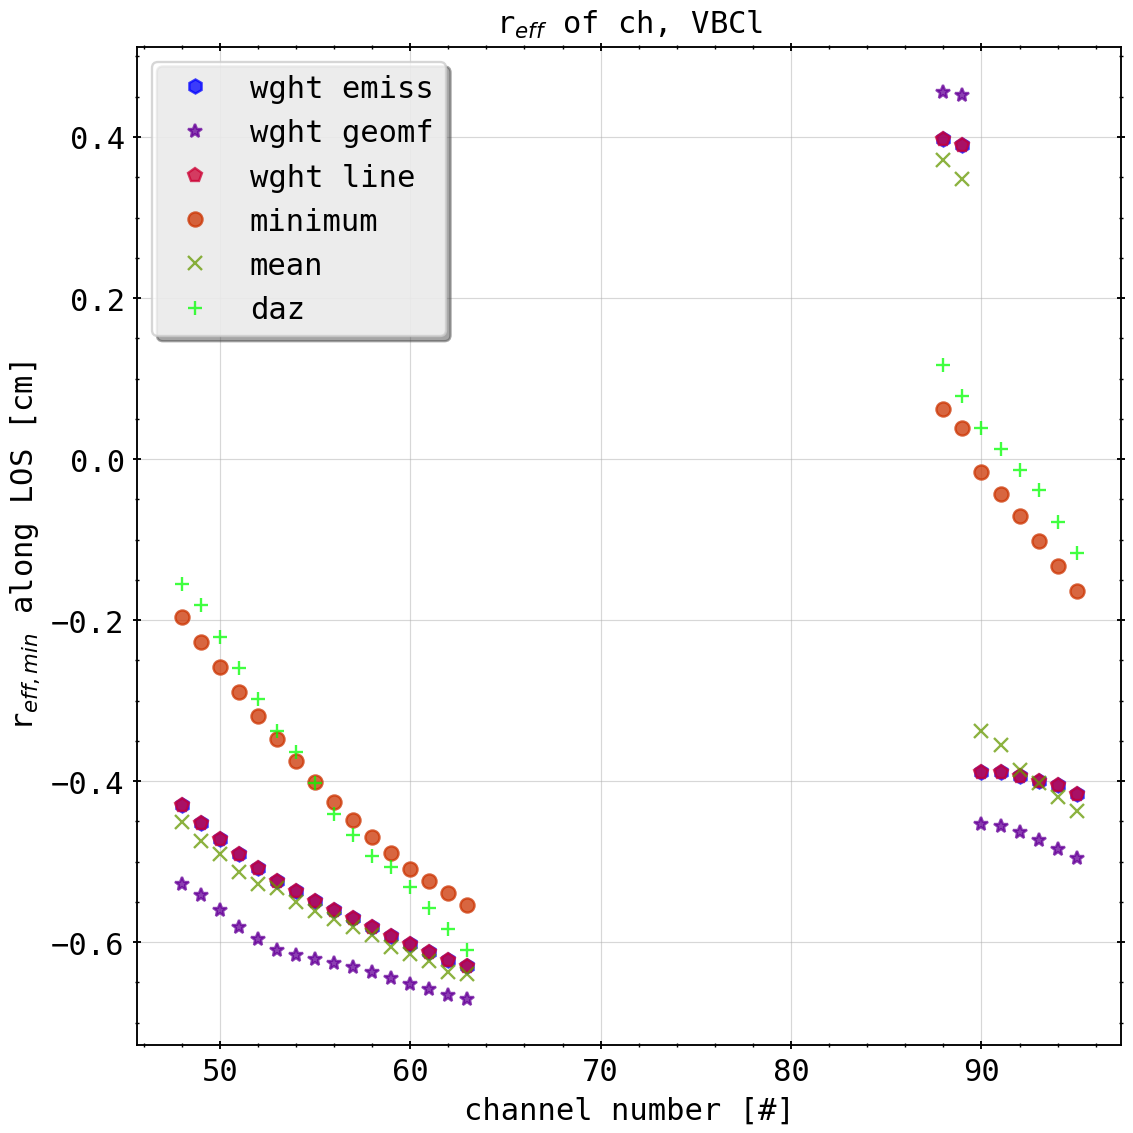 r_eff of ch, VBCl
wght emiss
wght geomf
wght line
minimum
mean
daz
0.4
0.2
0.0
−0.2
−0.4
−0.6
r_eff,min along LOS [cm]
50 60 70 80 90
channel number [#]